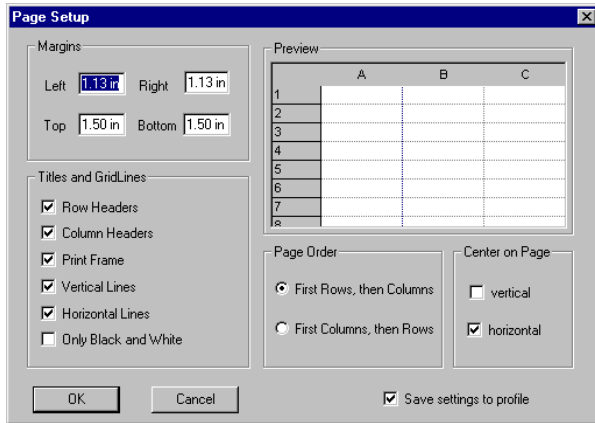 Page Setup
Margins
Left 1.13 in Right 1.13 in
Top 1.50 in Bottom 1.50 in
Titles and GridLines
Row Headers
Column Headers
Print Frame
Vertical Lines
Horizontal Lines
Only Black and White
Preview
A B C
1
2
3
4
5
6
7
8
Page Order
First Rows, then Columns
First Columns, then Rows
Center on Page
vertical
horizontal
OK Cancel Save settings to profile